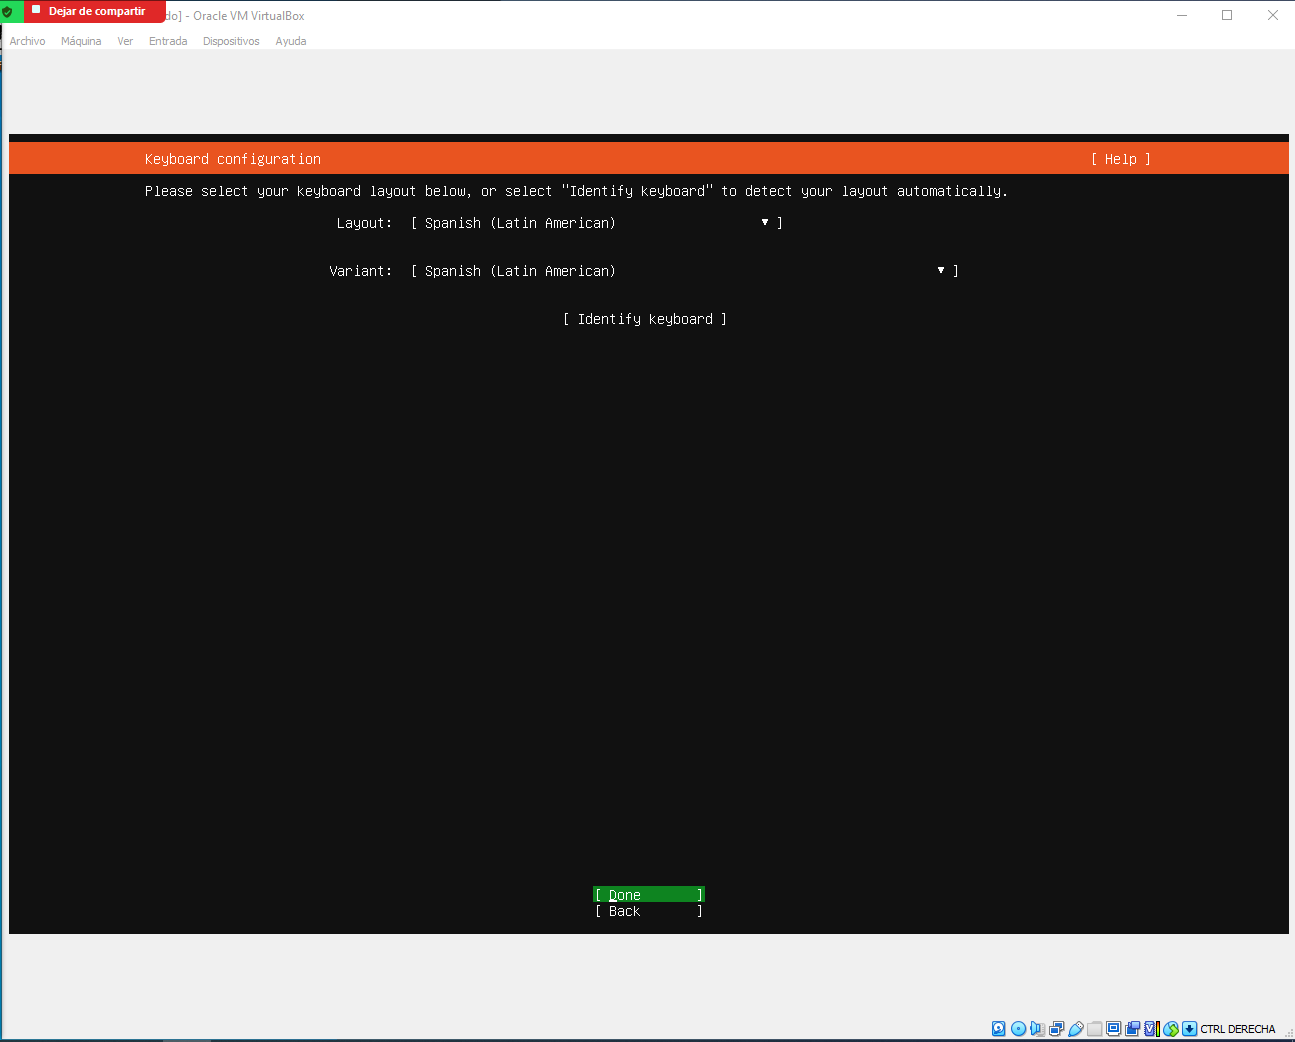 Dejar de compartir
do] - Oracle VM VirtualBox
Archivo Máquina Ver Entrada Dispositivos Ayuda
Keyboard configuration [ Help ]
Please select your keyboard layout below, or select "Identify keyboard" to detect your layout automatically.
Layout: [ Spanish (Latin American) ▾ ]
Variant: [ Spanish (Latin American) ▾ ]
[ Identify keyboard ]
[ Done ]
[ Back ]
CTRL DERECHA